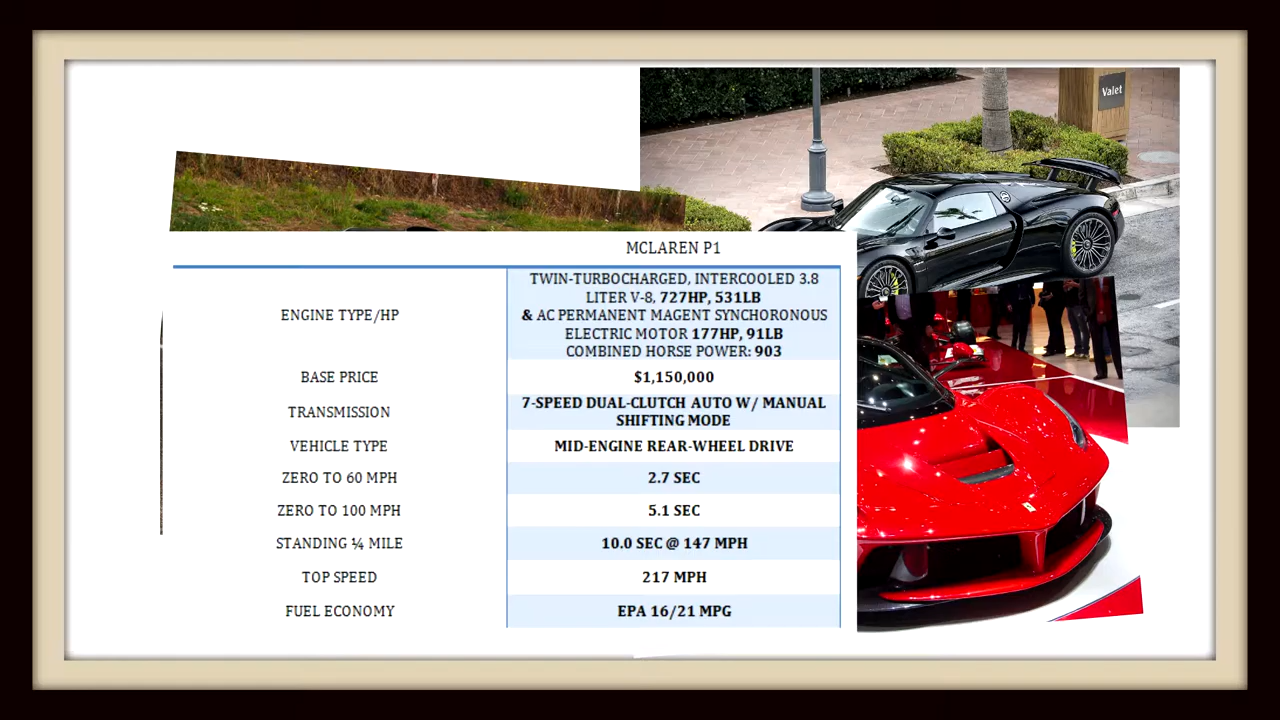 Valet
MCLAREN P1
ENGINE TYPE/HP
TWIN-TURBOCHARGED, INTERCOOLED 3.8
LITER V-8, 727HP, 531LB
& AC PERMANENT MAGENT SYNCHORONOUS
ELECTRIC MOTOR 177HP, 91LB
COMBINED HORSE POWER: 903
BASE PRICE
$1,150,000
TRANSMISSION
7-SPEED DUAL-CLUTCH AUTO W/ MANUAL
SHIFTING MODE
VEHICLE TYPE
MID-ENGINE REAR-WHEEL DRIVE
ZERO TO 60 MPH
2.7 SEC
ZERO TO 100 MPH
5.1 SEC
STANDING ¼ MILE
10.0 SEC @ 147 MPH
TOP SPEED
217 MPH
FUEL ECONOMY
EPA 16/21 MPG